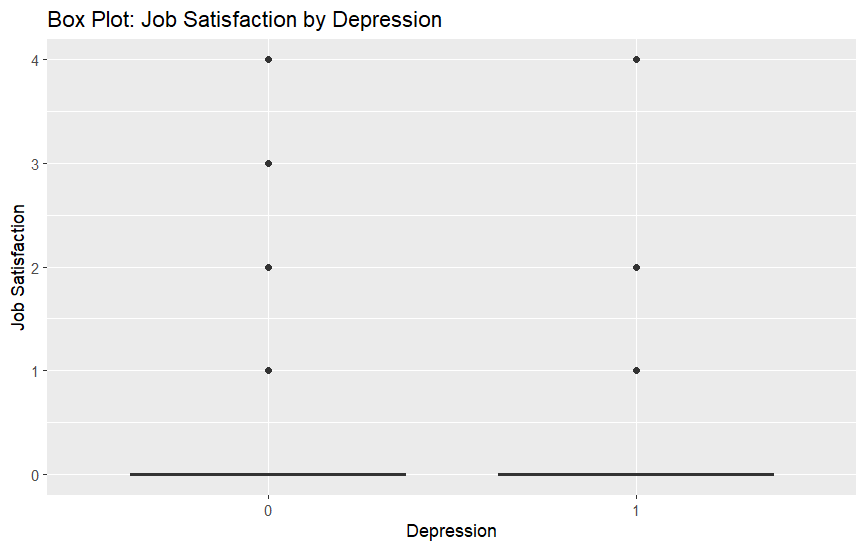 Box Plot: Job Satisfaction by Depression
4
3
2
1
0
Job Satisfaction
0 1
Depression